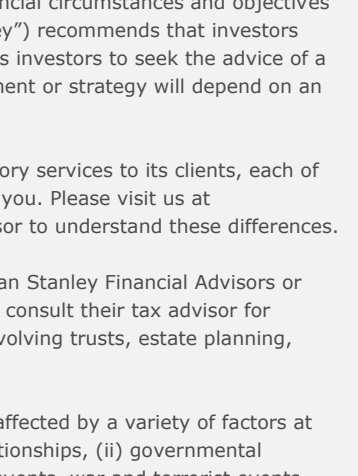 ncial circumstances and objectives
ey”) recommends that investors
s investors to seek the advice of a
ment or strategy will depend on an
ory services to its clients, each of
you. Please visit us at
sor to understand these differences.
an Stanley Financial Advisors or
consult their tax advisor for
volving trusts, estate planning,
affected by a variety of factors at
tionships, (ii) governmental
events, war and terrorist events